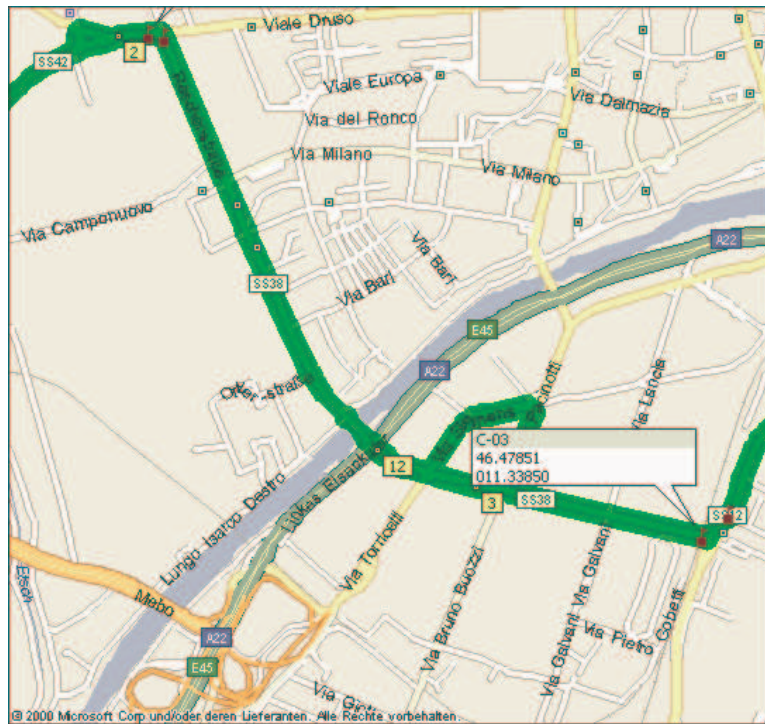 Viale Druso
SS42
2
Viale Europa
Via Dalmazia
Via del Ronco
Via Milano
Via Milano
Via Camponuovo
Via Bari
A22
SS38
Via Bari
E45
A22
Via Lancia
C-03
46.47851
011.33850
12
3
SS38
Lungo Isarco Destro
Via Torricelli
Via Bruno Buozzi
Via Galvani
Via Galvani
Etsch
Mebo
Via Pietro Gobetti
A22
E45
© 2000 Microsoft Corp und/oder deren Lieferanten. Alle Rechte vorbehalten.